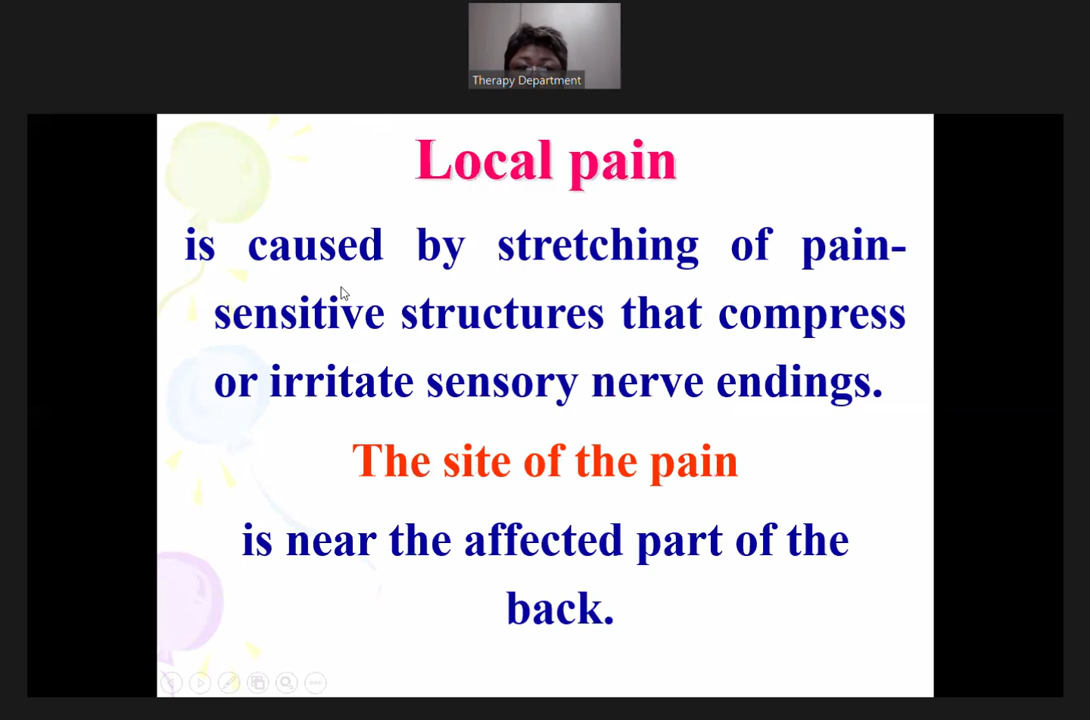 Therapy Department
Local pain
is caused by stretching of pain-
sensitive structures that compress
or irritate sensory nerve endings.
The site of the pain
is near the affected part of the
back.